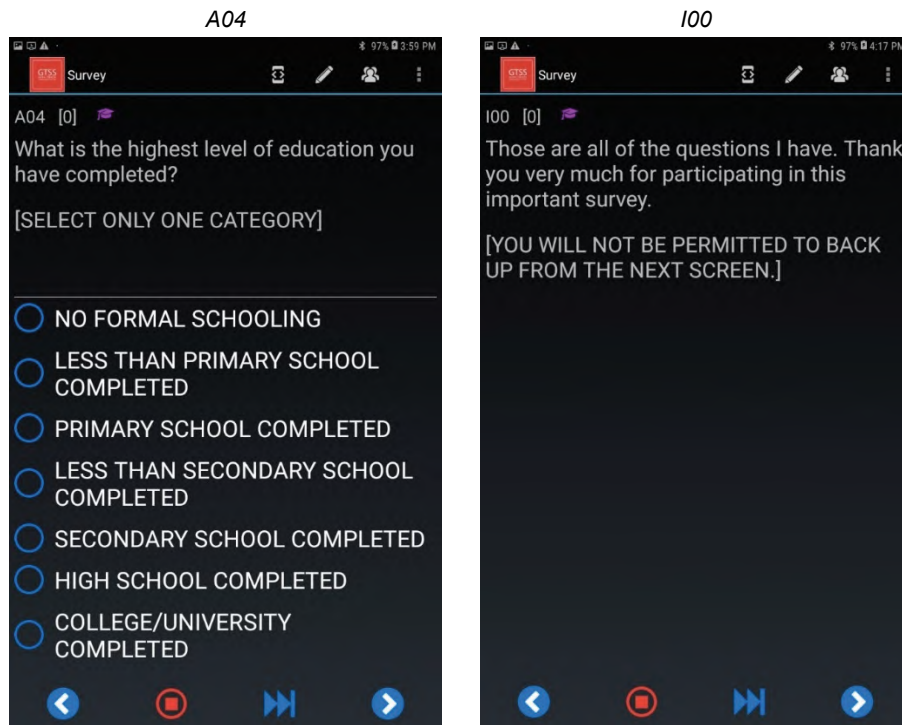 A04
97% 3:59 PM
GTSS
Survey
A04 [0]
What is the highest level of education you
have completed?
[SELECT ONLY ONE CATEGORY]
NO FORMAL SCHOOLING
LESS THAN PRIMARY SCHOOL
COMPLETED
PRIMARY SCHOOL COMPLETED
LESS THAN SECONDARY SCHOOL
COMPLETED
SECONDARY SCHOOL COMPLETED
HIGH SCHOOL COMPLETED
COLLEGE/UNIVERSITY
COMPLETED
I00
97% 4:17 PM
GTSS
Survey
I00 [0]
Those are all of the questions I have. Thank
you very much for participating in this
important survey.
[YOU WILL NOT BE PERMITTED TO BACK
UP FROM THE NEXT SCREEN.]